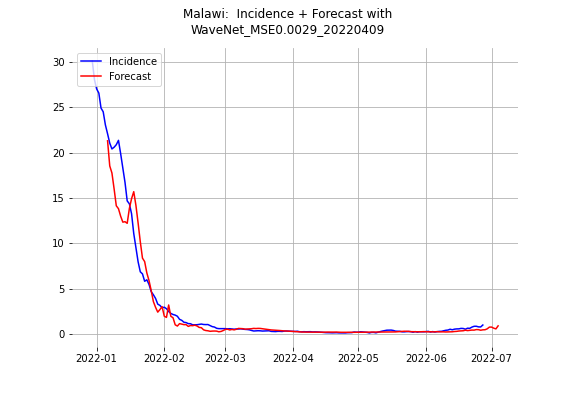 Malawi:  Incidence + Forecast with
WaveNet_MSE0.0029_20220409
Incidence
Forecast
30
25
20
15
10
5
0
2022-01 2022-02 2022-03 2022-04 2022-05 2022-06 2022-07